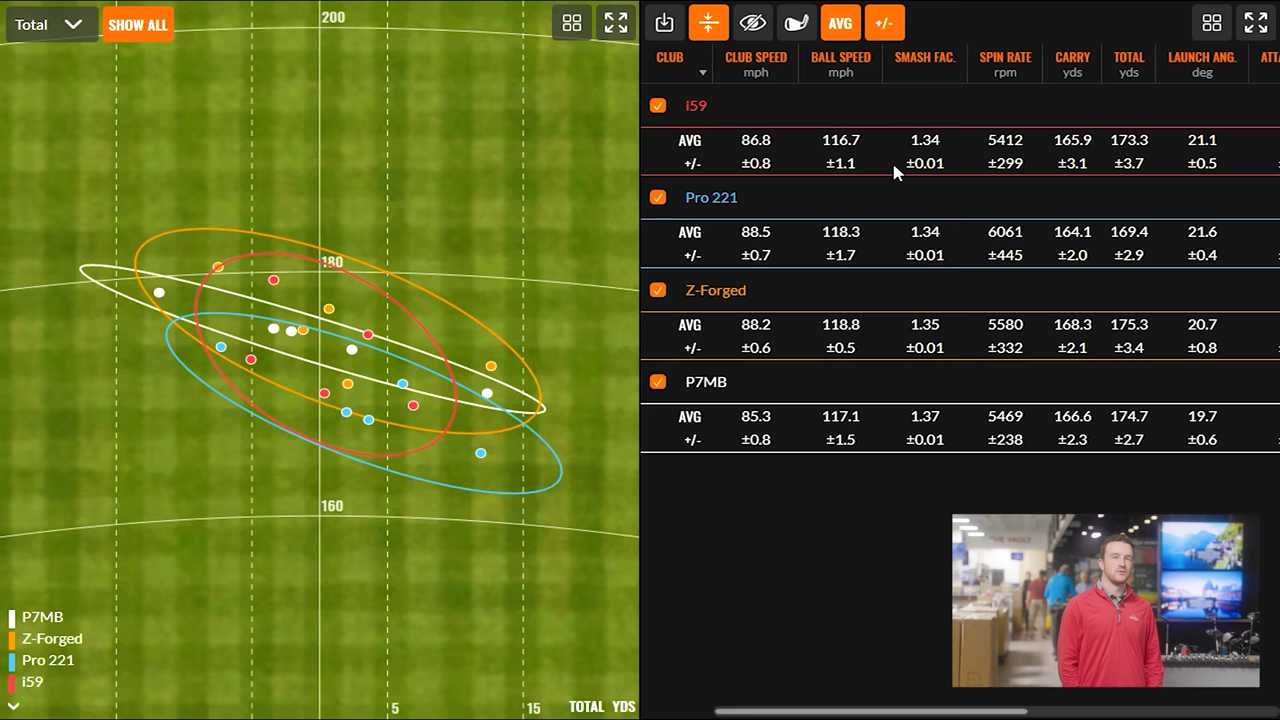 Total
SHOW ALL
200
180
160
5
15
TOTAL YDS
P7MB
Z-Forged
Pro 221
i59
AVG
+/-
CLUB CLUB SPEED BALL SPEED SMASH FAC. SPIN RATE CARRY TOTAL LAUNCH ANG. ATTA
mph mph rpm yds yds deg
i59
AVG 86.8 116.7 1.34 5412 165.9 173.3 21.1
+/- ±0.8 ±1.1 ±0.01 ±299 ±3.1 ±3.7 ±0.5
Pro 221
AVG 88.5 118.3 1.34 6061 164.1 169.4 21.6
+/- ±0.7 ±1.7 ±0.01 ±445 ±2.0 ±2.9 ±0.4
Z-Forged
AVG 88.2 118.8 1.35 5580 168.3 175.3 20.7
+/- ±0.6 ±0.5 ±0.01 ±332 ±2.1 ±3.4 ±0.8
P7MB
AVG 85.3 117.1 1.37 5469 166.6 174.7 19.7
+/- ±0.8 ±1.5 ±0.01 ±238 ±2.3 ±2.7 ±0.6